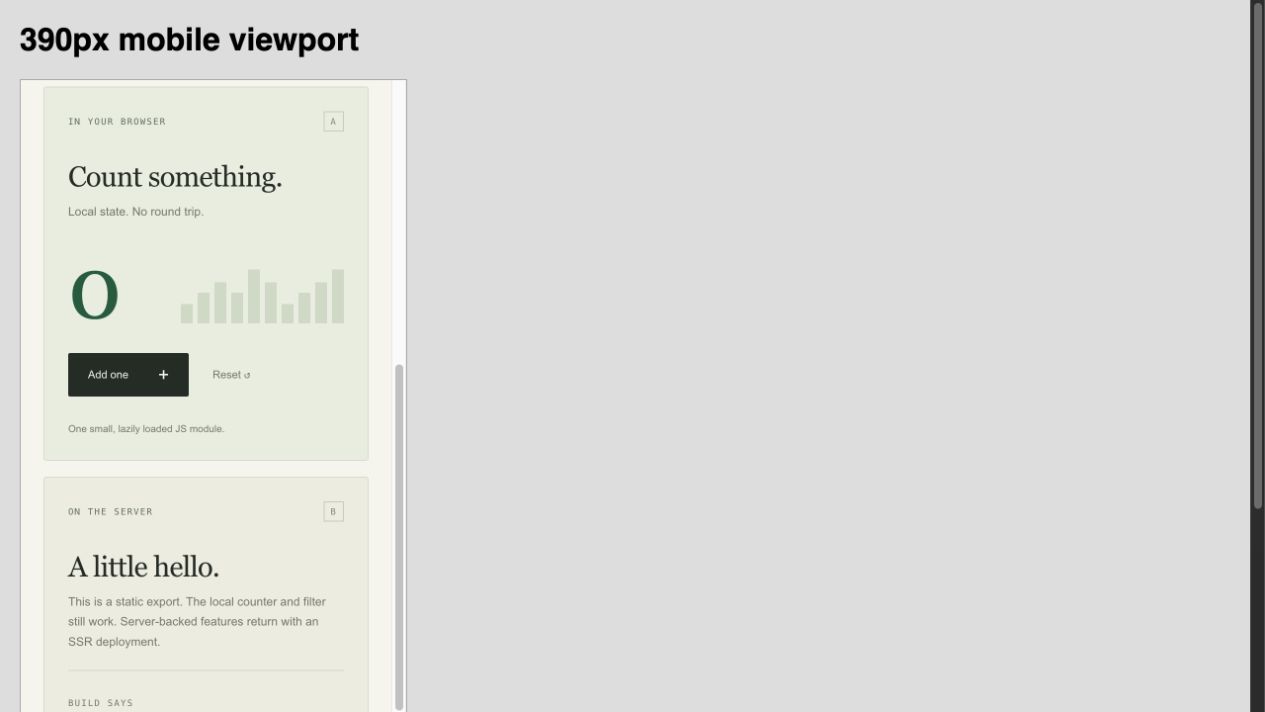 390px mobile viewport
IN YOUR BROWSER
A
Count something.
Local state. No round trip.
0
Add one +
Reset ↺
One small, lazily loaded JS module.
ON THE SERVER
B
A little hello.
This is a static export. The local counter and filter
still work. Server-backed features return with an
SSR deployment.
BUILD SAYS